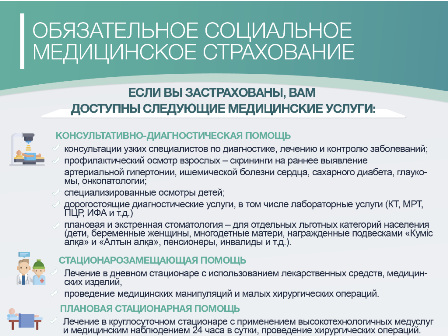 ОБЯЗАТЕЛЬНОЕ СОЦИАЛЬНОЕ
МЕДИЦИНСКОЕ СТРАХОВАНИЕ
ЕСЛИ ВЫ ЗАСТРАХОВАНЫ, ВАМ
ДОСТУПНЫ СЛЕДУЮЩИЕ МЕДИЦИНСКИЕ УСЛУГИ:
КОНСУЛЬТАТИВНО-ДИАГНОСТИЧЕСКАЯ ПОМОЩЬ
консультации узких специалистов по диагностике, лечению и контролю заболеваний;
профилактический осмотр взрослых – скрининги на раннее выявление
артериальной гипертонии, ишемической болезни сердца, сахарного диабета, глауко-
мы, онкопатологии;
специализированные осмотры детей;
дорогостоящие диагностические услуги, в том числе лабораторные услуги (КТ, МРТ,
ПЦР, ИФА и т.д.)
плановая и экстренная стоматология – для отдельных льготных категорий населения
(дети, беременные женщины, многодетные матери, награжденные подвесками «Күміс
алқа» и «Алтын алқа», пенсионеры, инвалиды и т.д.).
СТАЦИОНАРОЗАМЕЩАЮЩАЯ ПОМОЩЬ
Лечение в дневном стационаре с использованием лекарственных средств, медицин-
ских изделий,
проведение медицинских манипуляций и малых хирургических операций.
ПЛАНОВАЯ СТАЦИОНАРНАЯ ПОМОЩЬ
Лечение в круглосуточном стационаре с применением высокотехнологичных медуслуг
и медицинским наблюдением 24 часа в сутки, проведение хирургических операций.